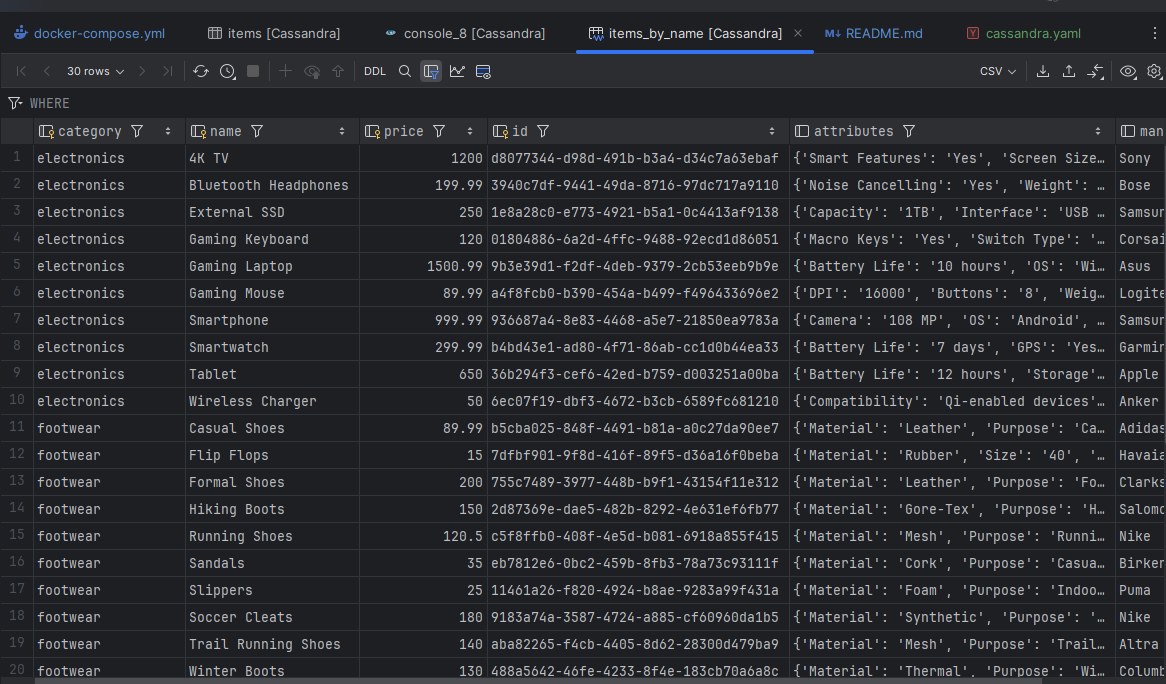 docker-compose.yml items [Cassandra] console_8 [Cassandra] items_by_name [Cassandra] M↓ README.md Y cassandra.yaml
30 rows DDL CSV
WHERE
category name price id attributes man
1 electronics 4K TV 1200 d8077344-d98d-491b-b3a4-d34c7a63ebaf {'Smart Features': 'Yes', 'Screen Size… Sony
2 electronics Bluetooth Headphones 199.99 3940c7df-9441-49da-8716-97dc717a9110 {'Noise Cancelling': 'Yes', 'Weight': … Bose
3 electronics External SSD 250 1e8a28c0-e773-4921-b5a1-0c4413af9138 {'Capacity': '1TB', 'Interface': 'USB … Samsun
4 electronics Gaming Keyboard 120 01804886-6a2d-4ffc-9488-92ecd1d86051 {'Macro Keys': 'Yes', 'Switch Type': '… Corsai
5 electronics Gaming Laptop 1500.99 9b3e39d1-f2df-4deb-9379-2cb53eeb9b9e {'Battery Life': '10 hours', 'OS': 'Wi… Asus
6 electronics Gaming Mouse 89.99 a4f8fcb0-b390-454a-b499-f496433696e2 {'DPI': '16000', 'Buttons': '8', 'Weig… Logite
7 electronics Smartphone 999.99 936687a4-8e83-4468-a5e7-21850ea9783a {'Camera': '108 MP', 'OS': 'Android', … Samsun
8 electronics Smartwatch 299.99 b4bd43e1-ad80-4f71-86ab-cc1d0b44ea33 {'Battery Life': '7 days', 'GPS': 'Yes… Garmin
9 electronics Tablet 650 36b294f3-cef6-42ed-b759-d003251a00ba {'Battery Life': '12 hours', 'Storage'… Apple
10 electronics Wireless Charger 50 6ec07f19-dbf3-4672-b3cb-6589fc681210 {'Compatibility': 'Qi-enabled devices'… Anker
11 footwear Casual Shoes 89.99 b5cba025-848f-4491-b81a-a0c27da90ee7 {'Material': 'Leather', 'Purpose': 'Ca… Adidas
12 footwear Flip Flops 15 7dfbf901-9f8d-416f-89f5-d36a16f0beba {'Material': 'Rubber', 'Size': '40', '… Havaia
13 footwear Formal Shoes 200 755c7489-3977-448b-b9f1-43154f11e312 {'Material': 'Leather', 'Purpose': 'Fo… Clarks
14 footwear Hiking Boots 150 2d87369e-dae5-482b-8292-4e631ef6fb77 {'Material': 'Gore-Tex', 'Purpose': 'H… Salomo
15 footwear Running Shoes 120.5 c5f8ffb0-408f-4e5d-b081-6918a855f415 {'Material': 'Mesh', 'Purpose': 'Runni… Nike
16 footwear Sandals 35 eb7812e6-0bc2-459b-8fb3-78a73c93111f {'Material': 'Cork', 'Purpose': 'Casua… Birken
17 footwear Slippers 25 11461a26-f820-4924-b8ae-9283a99f431a {'Material': 'Foam', 'Purpose': 'Indoo… Puma
18 footwear Soccer Cleats 180 9183a74a-3587-4724-a885-cf60960da1b5 {'Material': 'Synthetic', 'Purpose': '… Nike
19 footwear Trail Running Shoes 140 aba82265-f4cb-4405-8d62-28300d479ba9 {'Material': 'Mesh', 'Purpose': 'Trail… Altra
20 footwear Winter Boots 130 488a5642-46fe-4233-8f4e-183cb70a6a8c {'Material': 'Thermal', 'Purpose': 'Wi… Columb